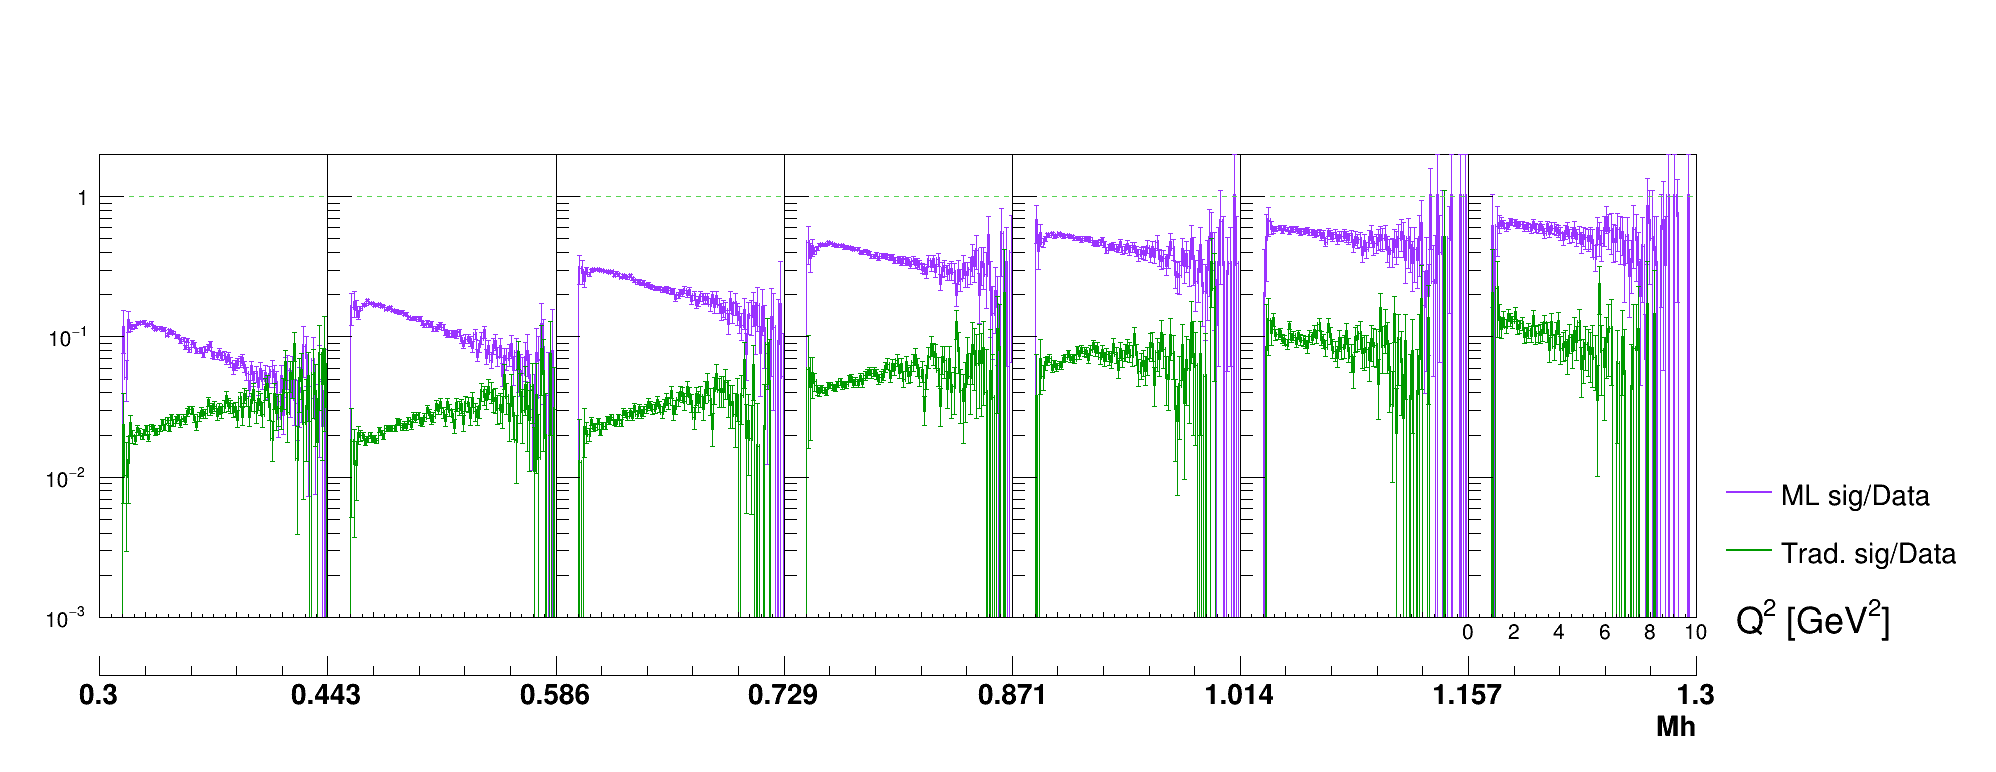 1
10⁻¹
10⁻²
10⁻³
ML sig/Data
Trad. sig/Data
Q² [GeV²]
0 2 4 6 8 10
0.3 0.443 0.586 0.729 0.871 1.014 1.157 1.3
Mh